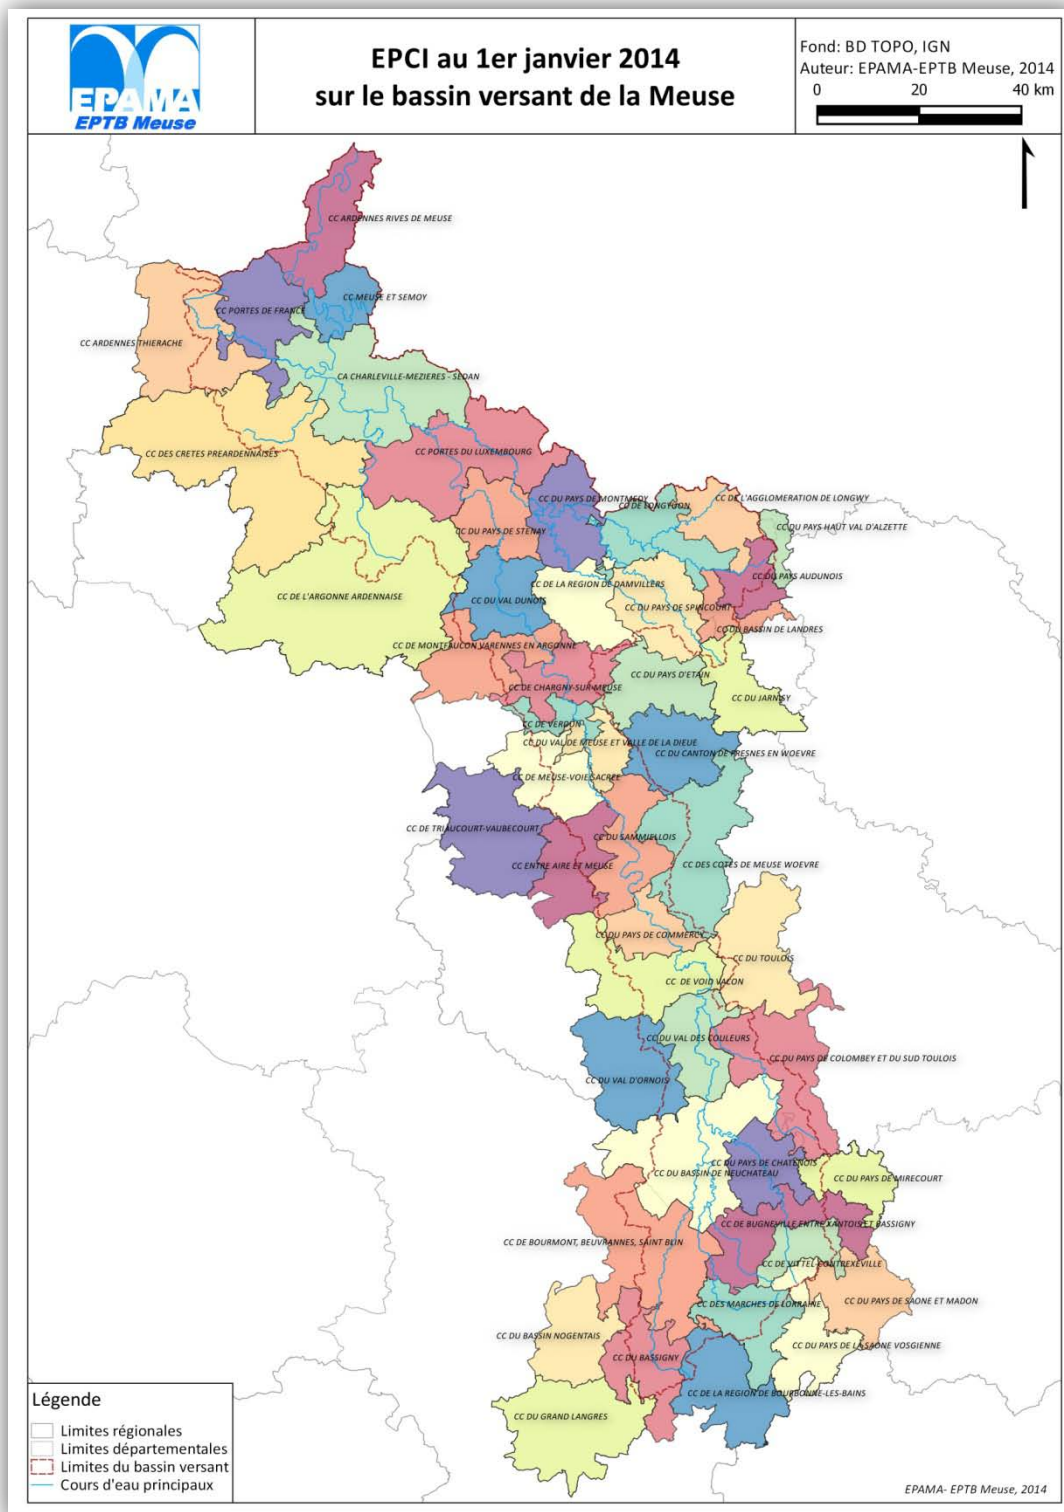 EPAMA
EPTB Meuse
EPCI au 1er janvier 2014
sur le bassin versant de la Meuse
Fond: BD TOPO, IGN
Auteur: EPAMA-EPTB Meuse, 2014
0 20 40 km
CC ARDENNES RIVES DE MEUSE
CC MEUSE ET SEMOY
CC PORTES DE FRANCE
CC ARDENNES THIERACHE
CA CHARLEVILLE-MEZIERES - SEDAN
CC DES CRETES PREARDENNAISES
CC PORTES DU LUXEMBOURG
CC DU PAYS DE MONTMEDY
CC DE L'AGGLOMERATION DE LONGWY
CC DE LONGUYON
CC DU PAYS DE STENAY
CC DU PAYS HAUT VAL D'ALZETTE
CC DU PAYS AUDUNOIS
CC DE LA REGION DE DAMVILLERS
CC DE L'ARGONNE ARDENNAISE
CC DU VAL DUNOIS
CC DU PAYS DE SPINCOURT
CC DU BASSIN DE LANDRES
CC DE MONTFAUCON VARENNES EN ARGONNE
CC DU PAYS D'ETAIN
CC DE CHARGNY-SUR-MEUSE
CC DU JARNISY
CC DE VERDUN
CC DU VAL DE MEUSE ET VALLE DE LA DIEUE
CC DU CANTON DE FRESNES EN WOEVRE
CC DE MEUSE-VOIE SACREE
CC DE TRIAUCOURT-VAUBECOURT
CC DU SAMMIELLOIS
CC ENTRE AIRE ET MEUSE
CC DES COTES DE MEUSE WOEVRE
CC DU PAYS DE COMMERCY
CC DU TOULOIS
CC DE VOID VACON
CC DU VAL DES COULEURS
CC DU PAYS DE COLOMBEY ET DU SUD TOULOIS
CC DU VAL D'ORNOIS
CC DU PAYS DE CHATENOIS
CC DU BASSIN DE NEUCHATEAU
CC DU PAYS DE MIRECOURT
CC DE BUGNEVILLE ENTRE XANTOIS ET BASSIGNY
CC DE BOURMONT, BEUVRANNES, SAINT BLIN
CC DE VITTEL-CONTREXEVILLE
CC DES MARCHES DE LORRAINE
CC DU PAYS DE SAONE ET MADON
CC DU BASSIN NOGENTAIS
CC DU PAYS DE LA SAONE VOSGIENNE
CC DU BASSIGNY
CC DE LA REGION DE BOURBONNE-LES-BAINS
CC DU GRAND LANGRES
Légende
Limites régionales
Limites départementales
Limites du bassin versant
Cours d'eau principaux
EPAMA- EPTB Meuse, 2014